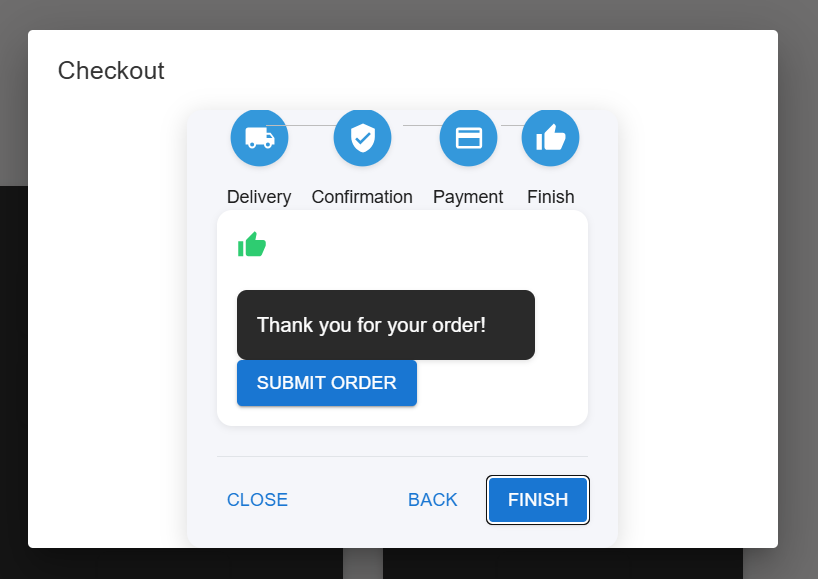 Checkout
Delivery Confirmation Payment Finish
Thank you for your order!
SUBMIT ORDER
CLOSE BACK FINISH